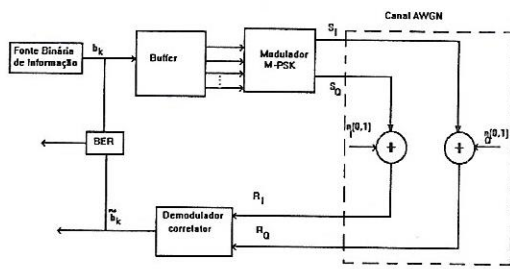 Canal AWGN
Fonte Binária
de Informação
b_k
Buffer
Modulador
M-PSK
S_I
S_Q
n_I[0,1]
n_Q[0,1]
+
+
BER
b̃_k
Demodulador
correlator
R_I
R_Q